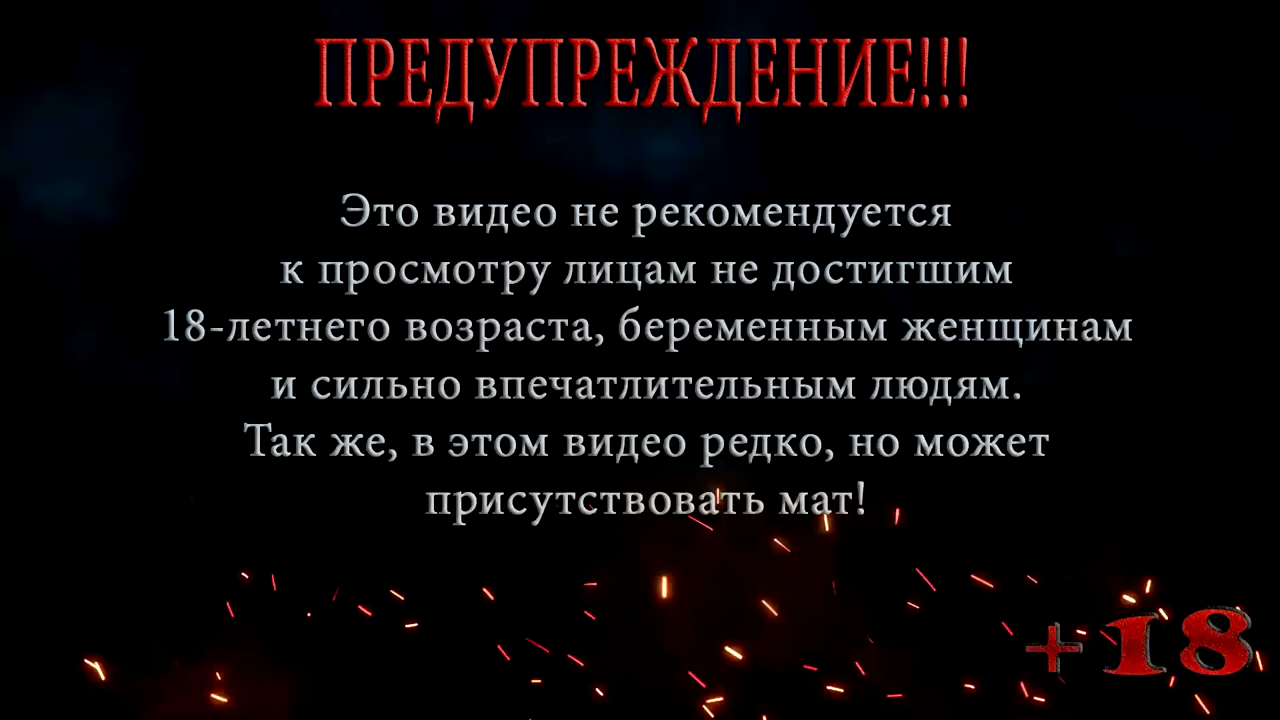 ПРЕДУПРЕЖДЕНИЕ!!!
Это видео не рекомендуется
к просмотру лицам не достигшим
18-летнего возраста, беременным женщинам
и сильно впечатлительным людям.
Так же, в этом видео редко, но может
присутствовать мат!
+18